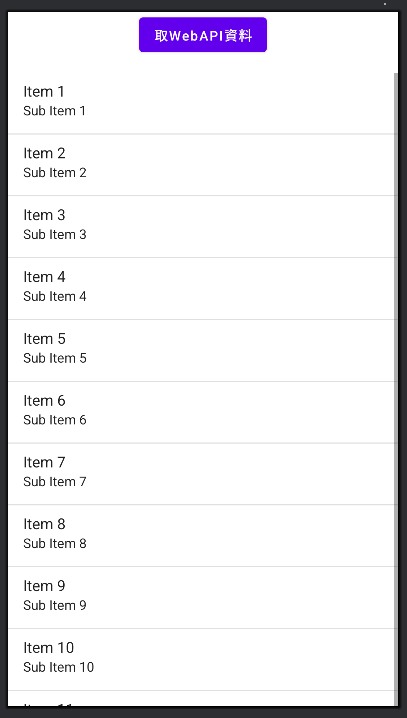 取WebAPI資料
Item 1
Sub Item 1
Item 2
Sub Item 2
Item 3
Sub Item 3
Item 4
Sub Item 4
Item 5
Sub Item 5
Item 6
Sub Item 6
Item 7
Sub Item 7
Item 8
Sub Item 8
Item 9
Sub Item 9
Item 10
Sub Item 10